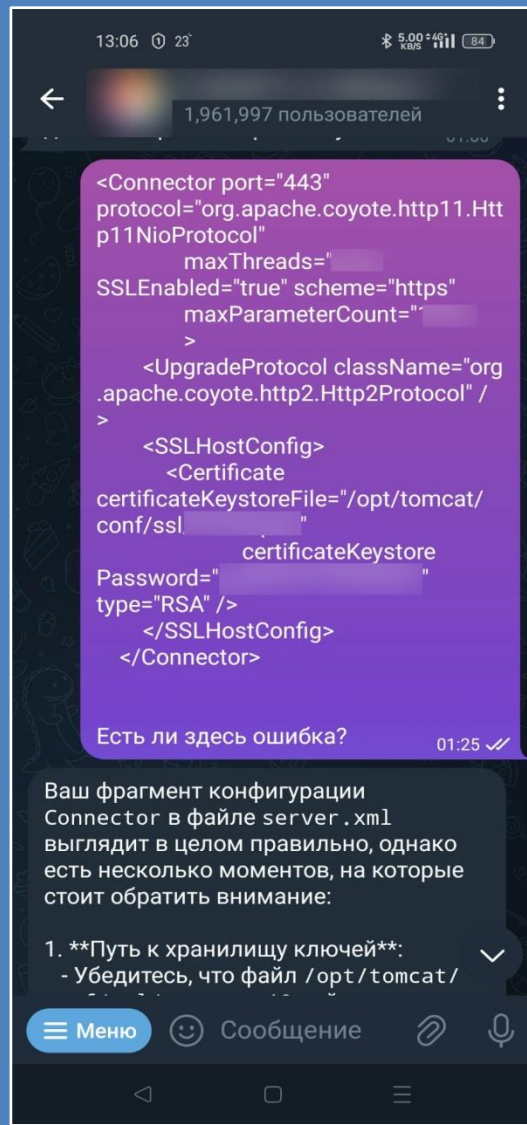 13:06 23°
5.00 KB/S 4G 84
1,961,997 пользователей
<Connector port="443"
protocol="org.apache.coyote.http11.Htt
p11NioProtocol"
maxThreads="
SSLEnabled="true" scheme="https"
maxParameterCount="
>
<UpgradeProtocol className="org
.apache.coyote.http2.Http2Protocol" /
>
<SSLHostConfig>
<Certificate
certificateKeystoreFile="/opt/tomcat/
conf/ssl "
certificateKeystore
Password=" "
type="RSA" />
</SSLHostConfig>
</Connector>
Есть ли здесь ошибка?
01:25
Ваш фрагмент конфигурации
Connector в файле server.xml
выглядит в целом правильно, однако
есть несколько моментов, на которые
стоит обратить внимание:
1. **Путь к хранилищу ключей**:
- Убедитесь, что файл /opt/tomcat/
Меню
Сообщение